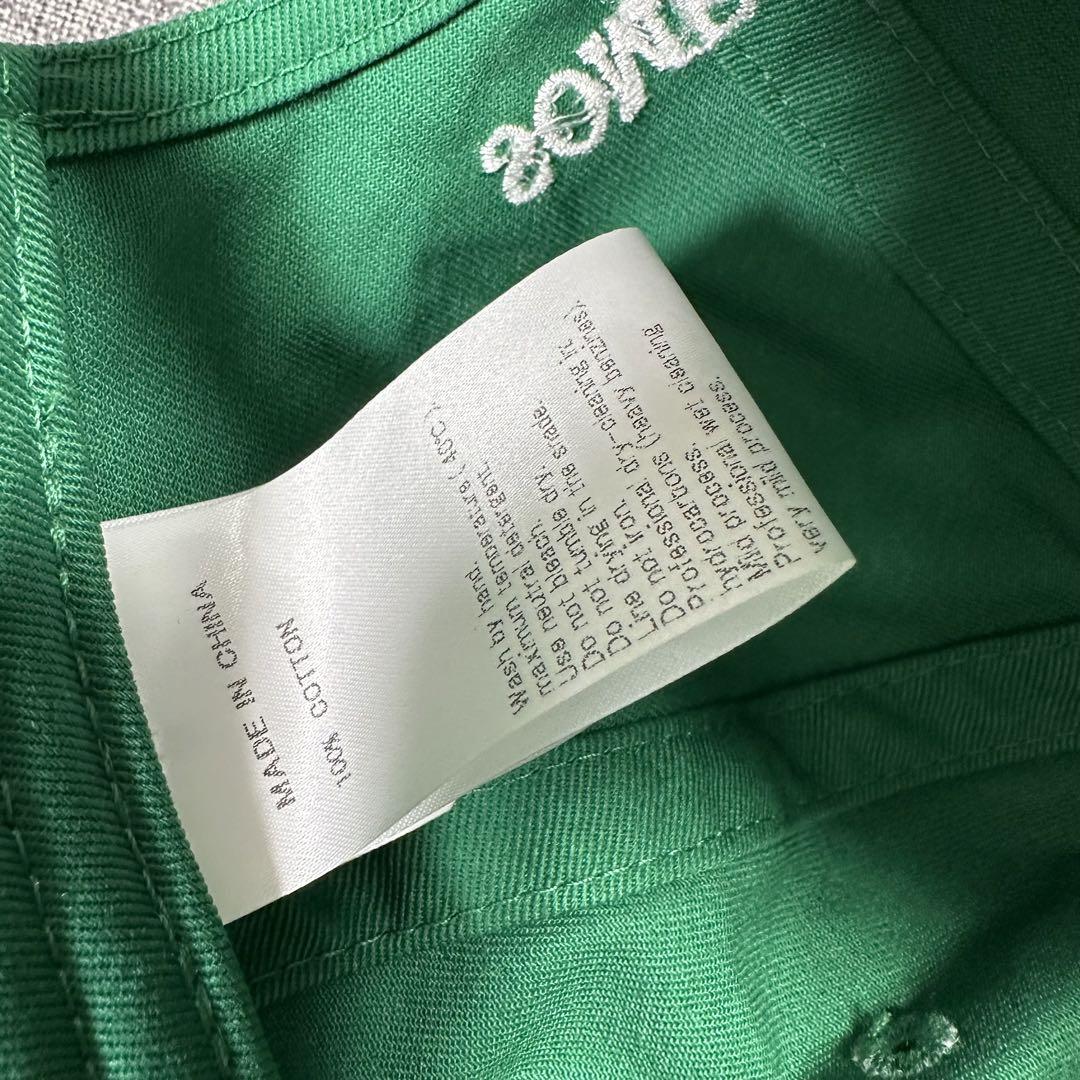 MADE IN CHINA
100% COTTON
Wash by hand.
maximum temperature ( 40°C ).
Use neutral detergent.
Do not bleach.
Do not tumble dry.
Line drying in the shade.
Do not iron.
Professional dry-cleaning in:
hydrocarbons (heavy benzines).
Mild process.
Professional wet cleaning
very mild process.